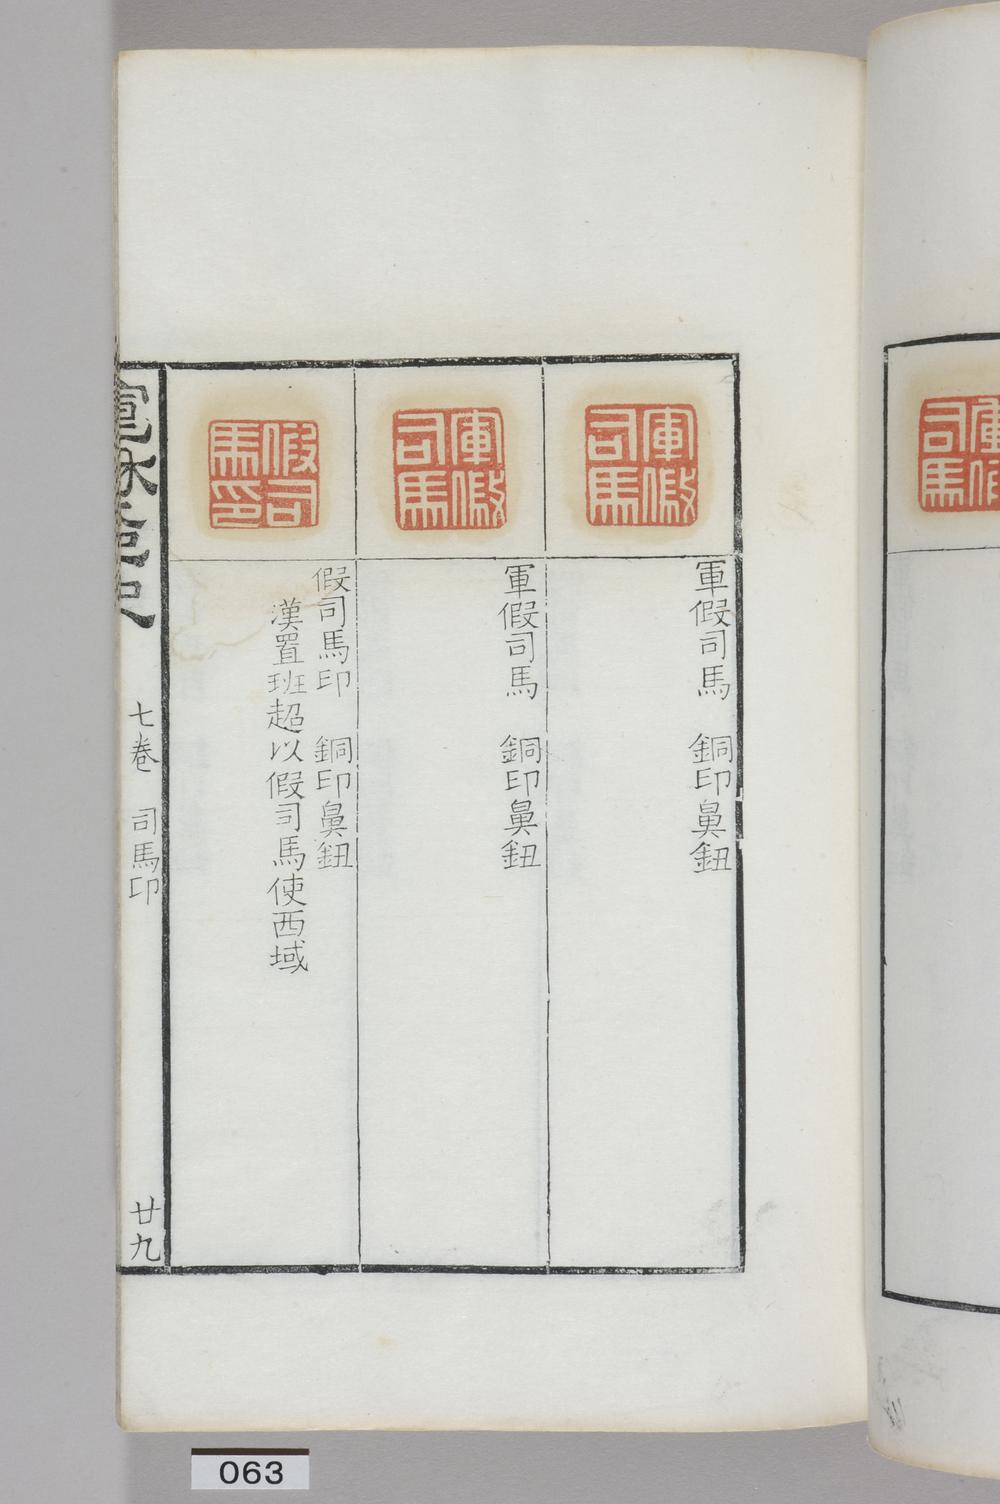 軍假司馬
軍假司馬　銅印鼻鈕
軍假司馬
軍假司馬　銅印鼻鈕
假司馬印
假司馬印　銅印鼻鈕
漢置班超以假司馬使西域
七卷　司馬印
廿九
063